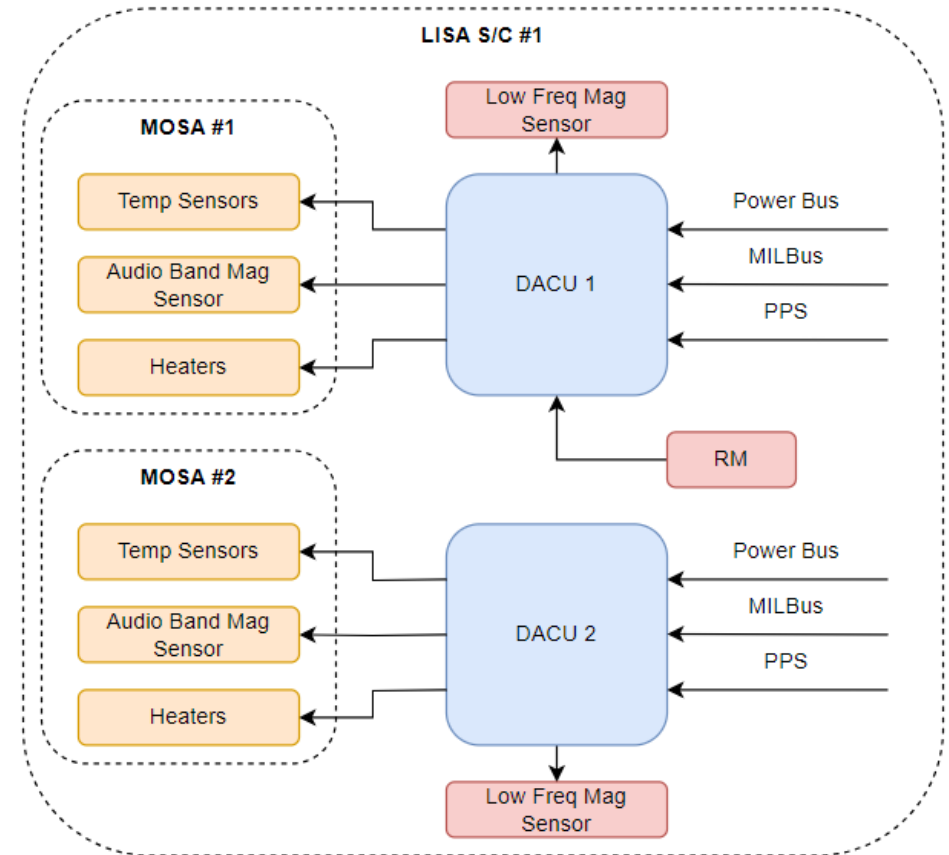 LISA S/C #1
Low Freq Mag
Sensor
MOSA #1
Temp Sensors
Audio Band Mag
Sensor
Heaters
DACU 1
Power Bus
MILBus
PPS
RM
MOSA #2
Temp Sensors
Audio Band Mag
Sensor
Heaters
DACU 2
Power Bus
MILBus
PPS
Low Freq Mag
Sensor